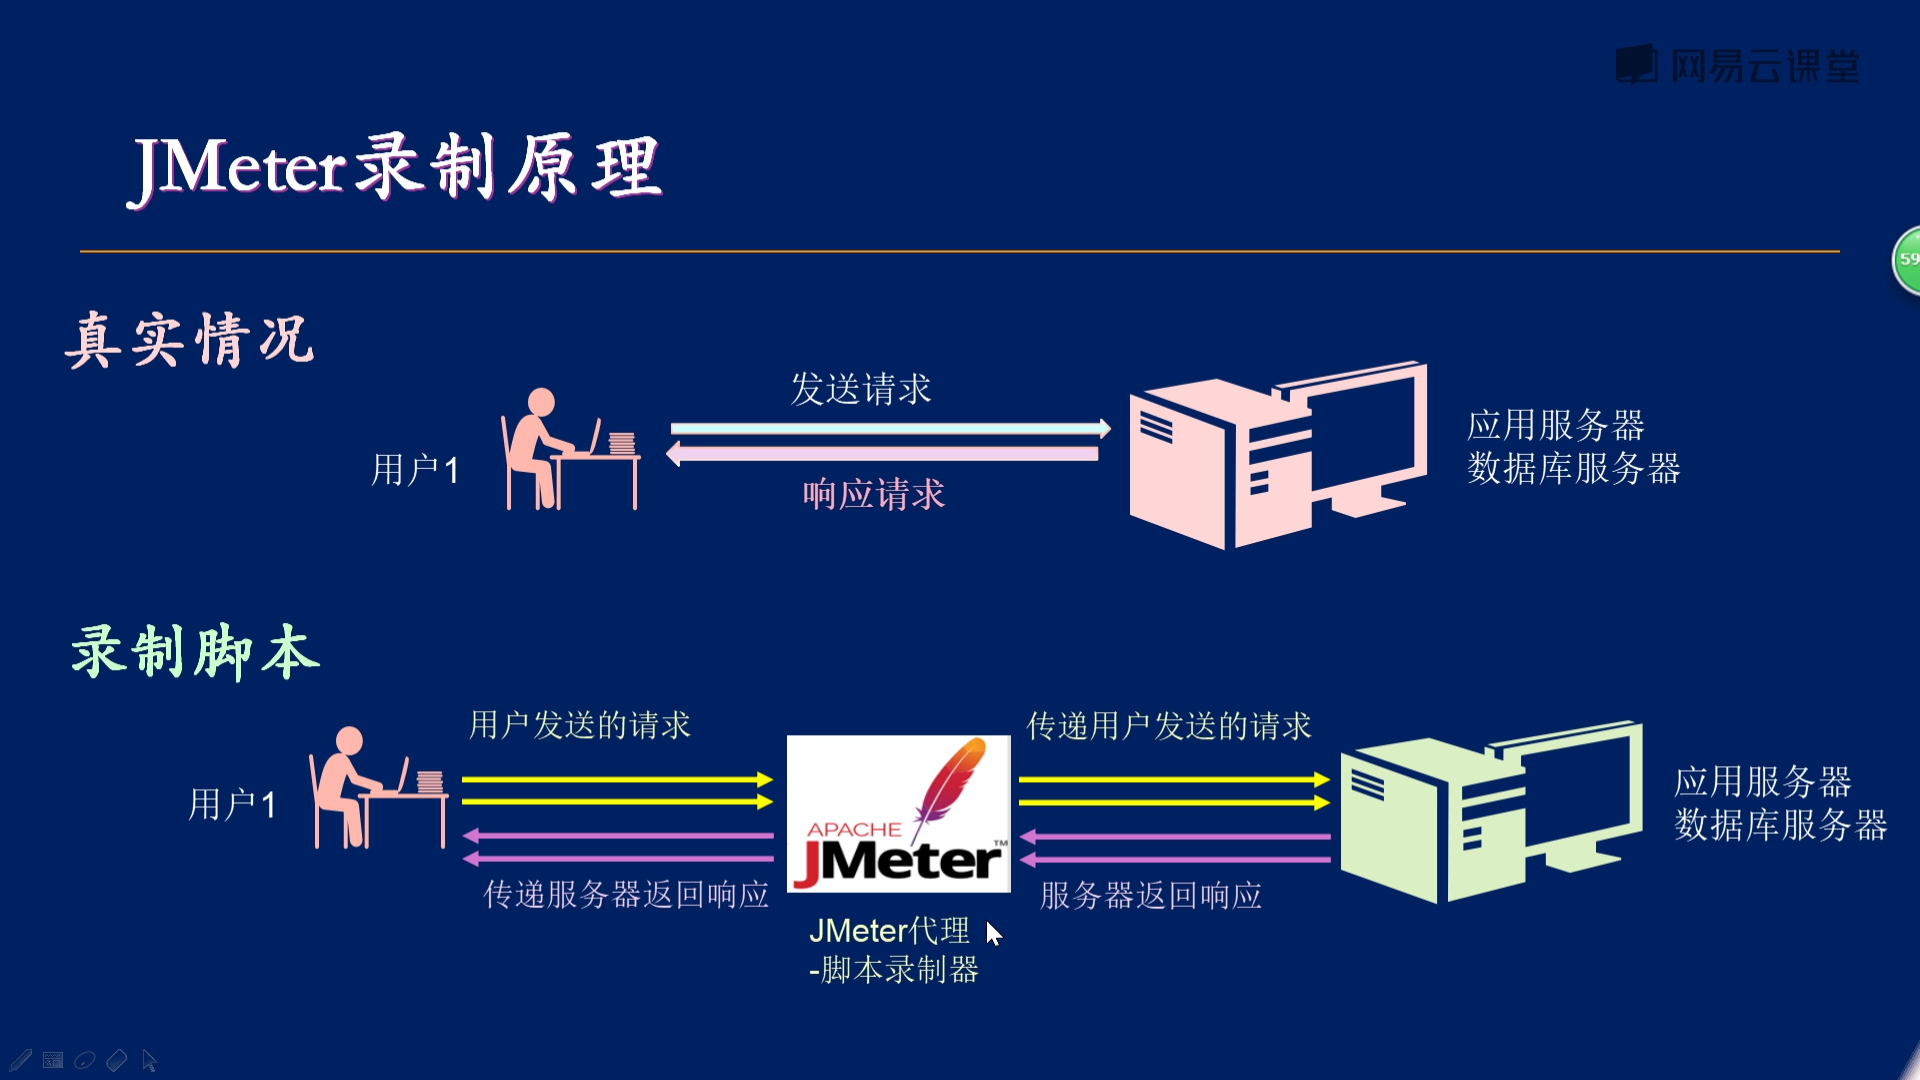 网易云课堂
JMeter录制原理
59
真实情况
发送请求
用户1
响应请求
应用服务器
数据库服务器
录制脚本
用户发送的请求
传递用户发送的请求
用户1
APACHE
JMeter™
应用服务器
数据库服务器
传递服务器返回响应
服务器返回响应
JMeter代理
-脚本录制器